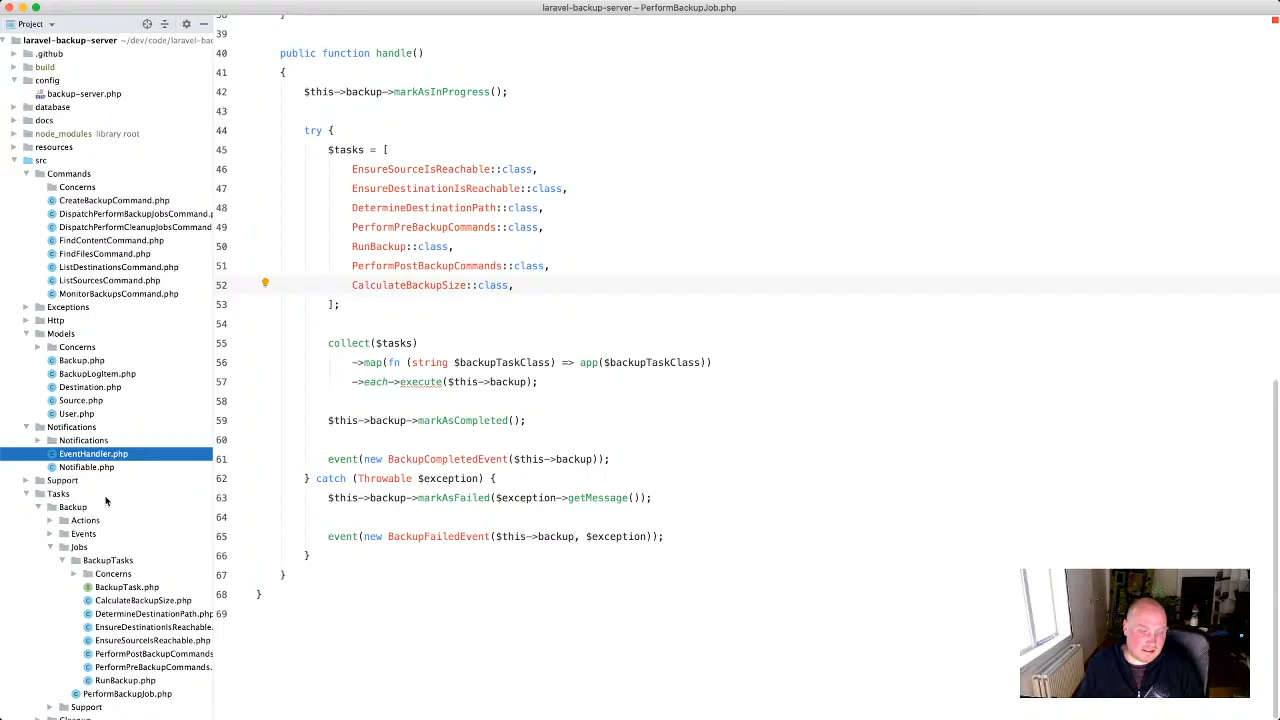 laravel-backup-server – PerformBackupJob.php
Project
laravel-backup-server ~/dev/code/laravel-bac
.github
build
config
backup-server.php
database
docs
node_modules library root
resources
src
Commands
Concerns
CreateBackupCommand.php
DispatchPerformBackupJobsCommand.p
DispatchPerformCleanupJobsCommand
FindContentCommand.php
FindFilesCommand.php
ListDestinationsCommand.php
ListSourcesCommand.php
MonitorBackupsCommand.php
Exceptions
Http
Models
Concerns
Backup.php
BackupLogItem.php
Destination.php
Source.php
User.php
Notifications
Notifications
EventHandler.php
Notifiable.php
Support
Tasks
Backup
Actions
Events
Jobs
BackupTasks
Concerns
BackupTask.php
CalculateBackupSize.php
DetermineDestinationPath.php
EnsureDestinationIsReachable.
EnsureSourceIsReachable.php
PerformPostBackupCommands
PerformPreBackupCommands.
RunBackup.php
PerformBackupJob.php
Support
38 }
39
40 public function handle()
41 {
42 $this->backup->markAsInProgress();
43
44 try {
45 $tasks = [
46 EnsureSourceIsReachable::class,
47 EnsureDestinationIsReachable::class,
48 DetermineDestinationPath::class,
49 PerformPreBackupCommands::class,
50 RunBackup::class,
51 PerformPostBackupCommands::class,
52 CalculateBackupSize::class,
53 ];
54
55 collect($tasks)
56 ->map(fn (string $backupTaskClass) => app($backupTaskClass))
57 ->each->execute($this->backup);
58
59 $this->backup->markAsCompleted();
60
61 event(new BackupCompletedEvent($this->backup));
62 } catch (Throwable $exception) {
63 $this->backup->markAsFailed($exception->getMessage());
64
65 event(new BackupFailedEvent($this->backup, $exception));
66 }
67 }
68 }
69